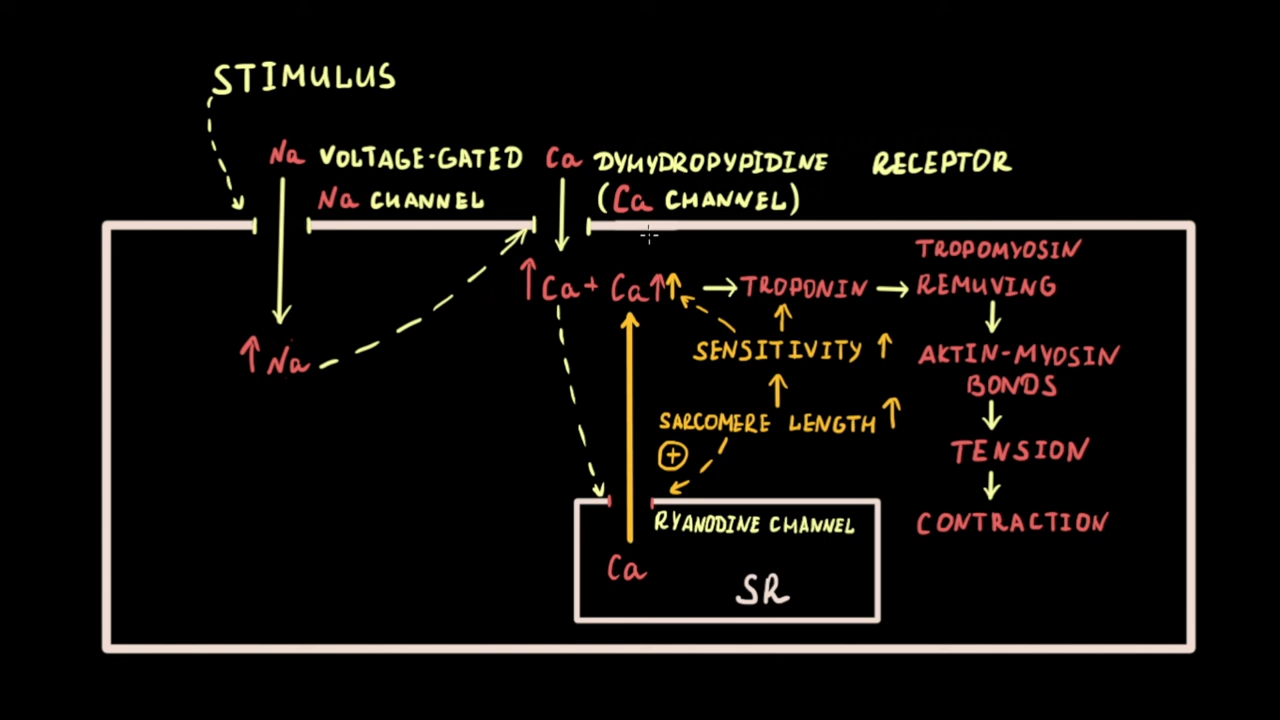 STIMULUS
Na VOLTAGE-GATED
Na CHANNEL
Ca DYHYDROPYPIDINE RECEPTOR
(Ca CHANNEL)
↑Ca + Ca↑↑ → TROPONIN →
TROPOMYOSIN
REMUVING
↑Na
SENSITIVITY ↑
AKTIN-MYOSIN
BONDS
SARCOMERE LENGTH ↑
+
TENSION
RYANODINE CHANNEL
CONTRACTION
Ca
SR